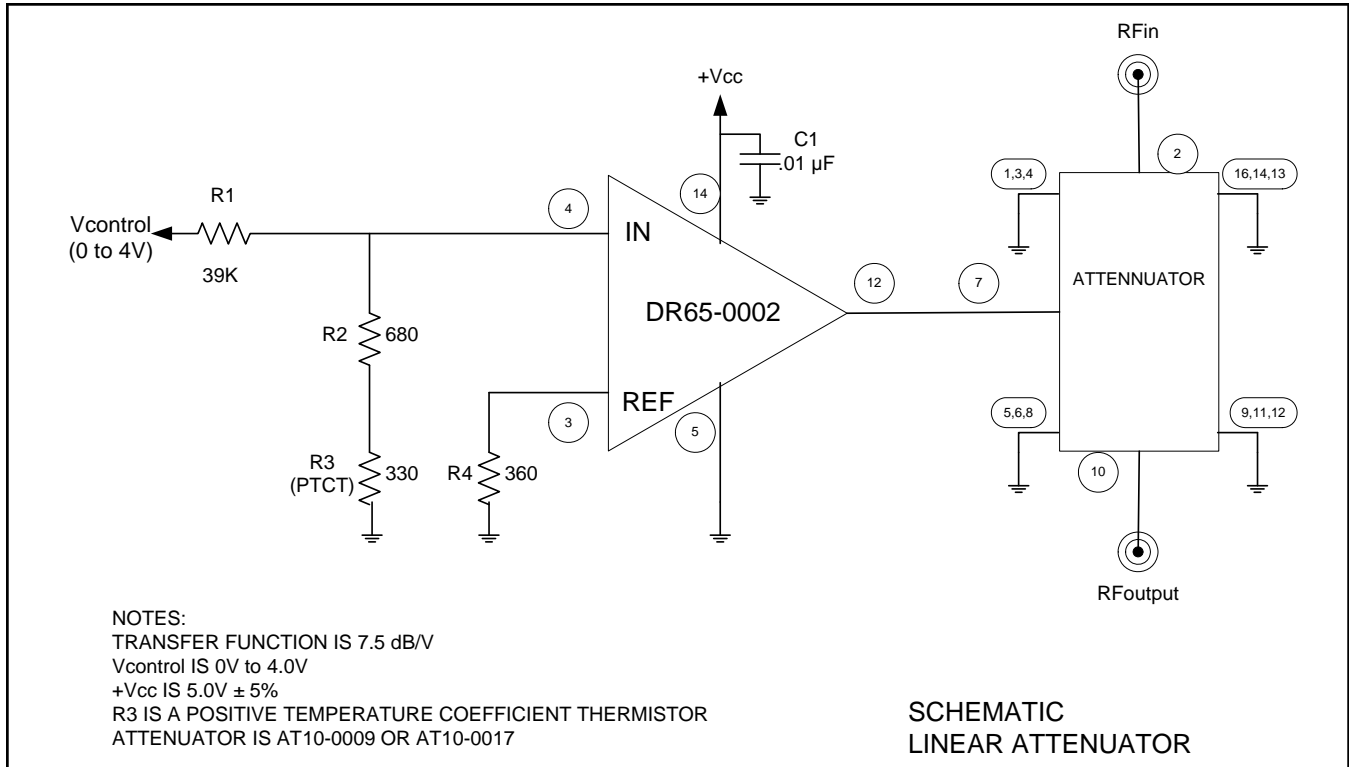 RFin
+Vcc
C1
.01 µF
2
1,3,4
16,14,13
R1
14
4
Vcontrol
(0 to 4V)
IN
39K
12
7
ATTENNUATOR
DR65-0002
R2
680
REF
3
5
5,6,8
9,11,12
R3
(PTCT)
330
R4
360
10
RFoutput
NOTES:
TRANSFER FUNCTION IS 7.5 dB/V
Vcontrol IS 0V to 4.0V
+Vcc IS 5.0V ± 5%
R3 IS A POSITIVE TEMPERATURE COEFFICIENT THERMISTOR
ATTENUATOR IS AT10-0009 OR AT10-0017
SCHEMATIC
LINEAR ATTENUATOR